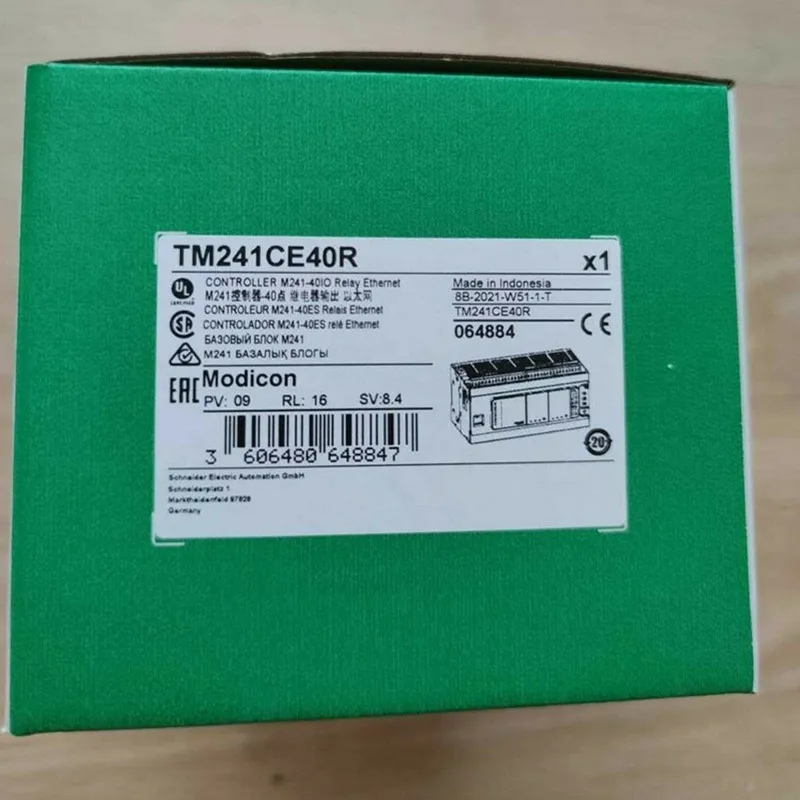 TM241CE40R
x1
CONTROLLER M241-40IO Relay Ethernet
M241控制器-40点 继电器输出 以太网
CONTROLEUR M241-40ES Relais Ethernet
CONTROLADOR M241-40ES relé Ethernet
БАЗОВЫЙ БЛОК M241
M241 БАЗАЛЫҚ БЛОГЫ
Made in Indonesia
8B-2021-W51-1-T
TM241CE40R
064884
CE
UL
CERTIFIED
SA
EAC
Modicon
PV: 09 RL: 16 SV:8.4
3 606480 648847
20
Schneider Electric Automation GmbH
Schneiderplatz 1
Marktheidenfeld 97828
Germany